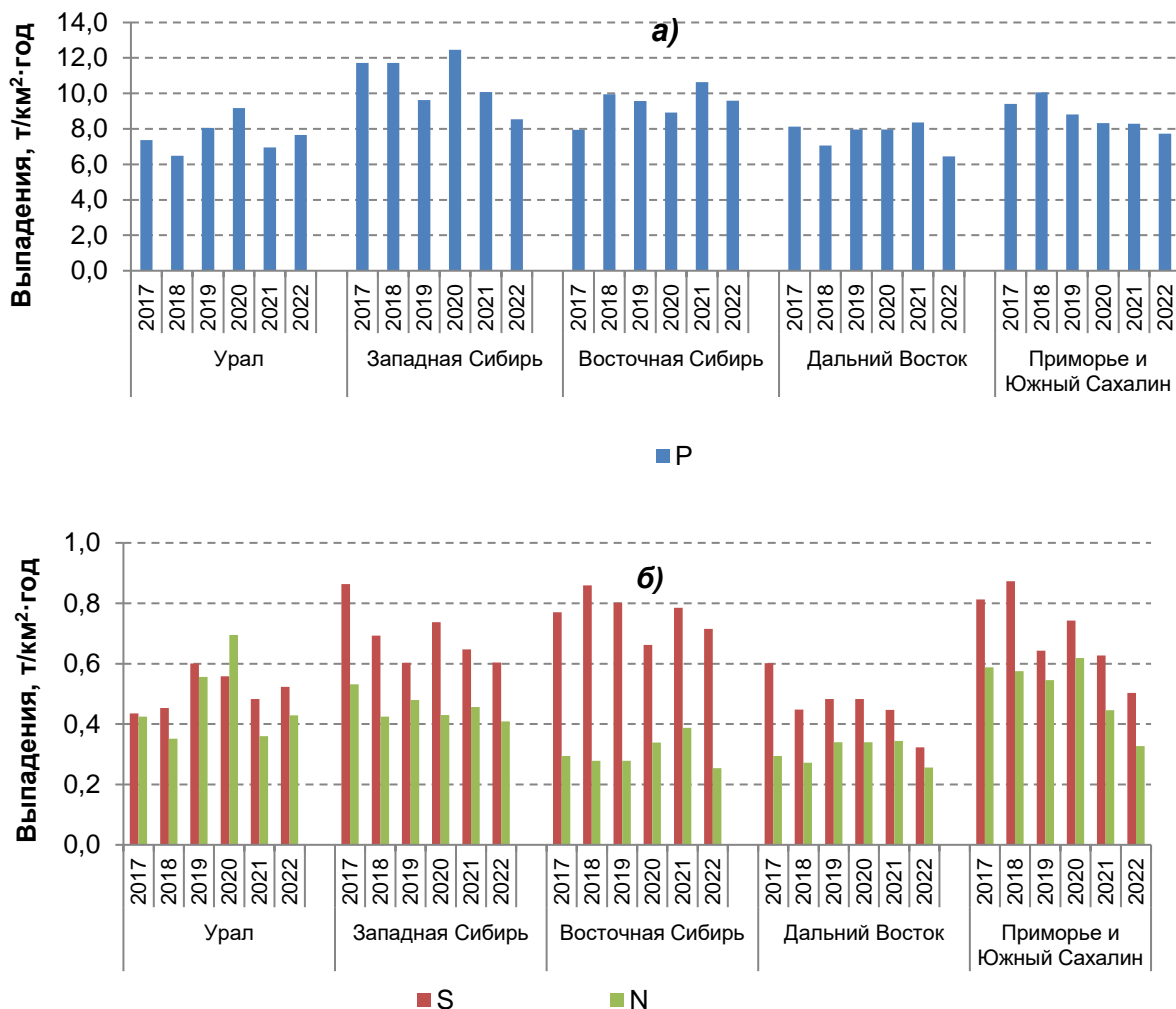 Выпадения, т/км²·год
14,0
12,0
10,0
8,0
6,0
4,0
2,0
0,0
а)
2017 2018 2019 2020 2021 2022 2017 2018 2019 2020 2021 2022 2017 2018 2019 2020 2021 2022 2017 2018 2019 2020 2021 2022 2017 2018 2019 2020 2021 2022
Урал Западная Сибирь Восточная Сибирь Дальний Восток Приморье и
Южный Сахалин
P
Выпадения, т/км²·год
1,0
0,8
0,6
0,4
0,2
0,0
б)
2017 2018 2019 2020 2021 2022 2017 2018 2019 2020 2021 2022 2017 2018 2019 2020 2021 2022 2017 2018 2019 2020 2021 2022 2017 2018 2019 2020 2021 2022
Урал Западная Сибирь Восточная Сибирь Дальний Восток Приморье и
Южный Сахалин
S N